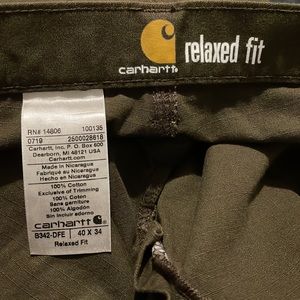 carhartt
relaxed fit
RN# 14806 100135
0719 2500028618
Carhartt, Inc. P.O. Box 600
Dearborn, MI 48121 USA
Carhartt.com
Made in Nicaragua
Fabriqué au Nicaragua
Hecho en Nicaragua
100% Cotton
Exclusive of Trimming
100% Coton
Sans garniture
100% Algodón
Sin incluir adorno
carhartt
B342-DFE 40 X 34
Relaxed Fit